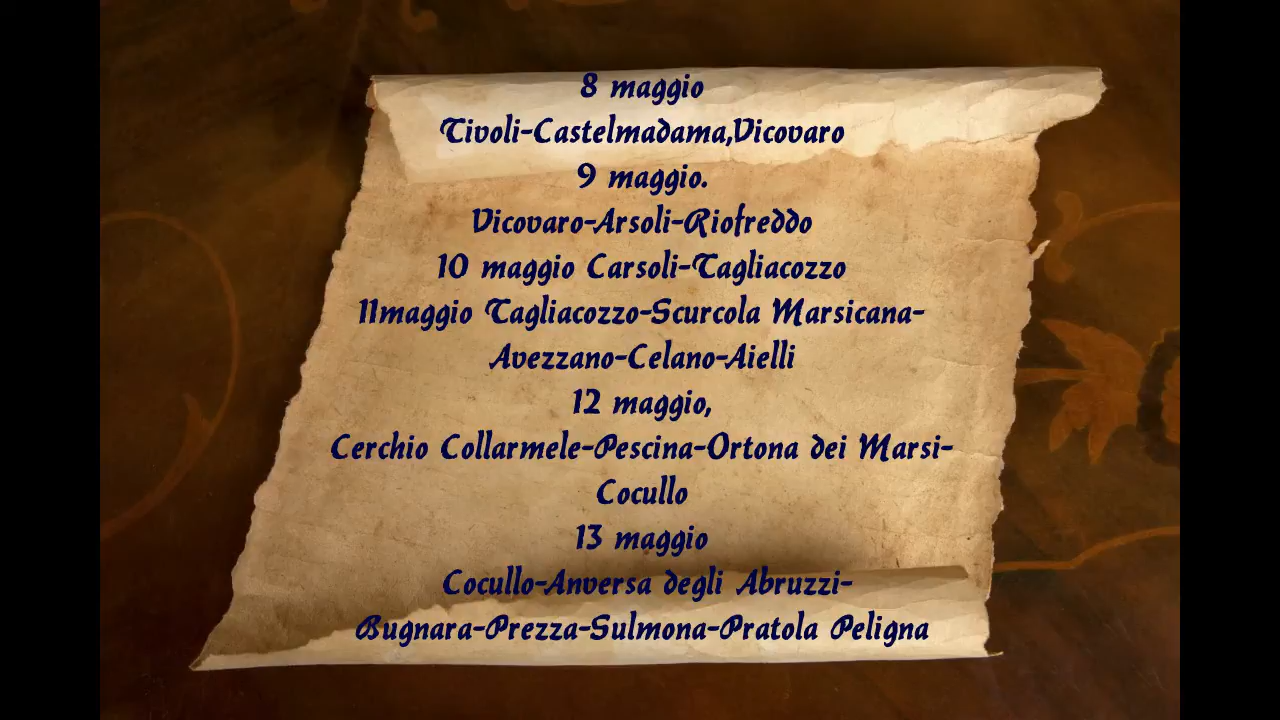 8 maggio
Tivoli-Castelmadama,Vicovaro
9 maggio.
Vicovaro-Arsoli-Riofreddo
10 maggio Carsoli-Tagliacozzo
11maggio Tagliacozzo-Scurcola Marsicana-
Avezzano-Celano-Aielli
12 maggio,
Cerchio Collarmele-Pescina-Ortona dei Marsi-
Cocullo
13 maggio
Cocullo-Anversa degli Abruzzi-
Bugnara-Prezza-Sulmona-Pratola Peligna